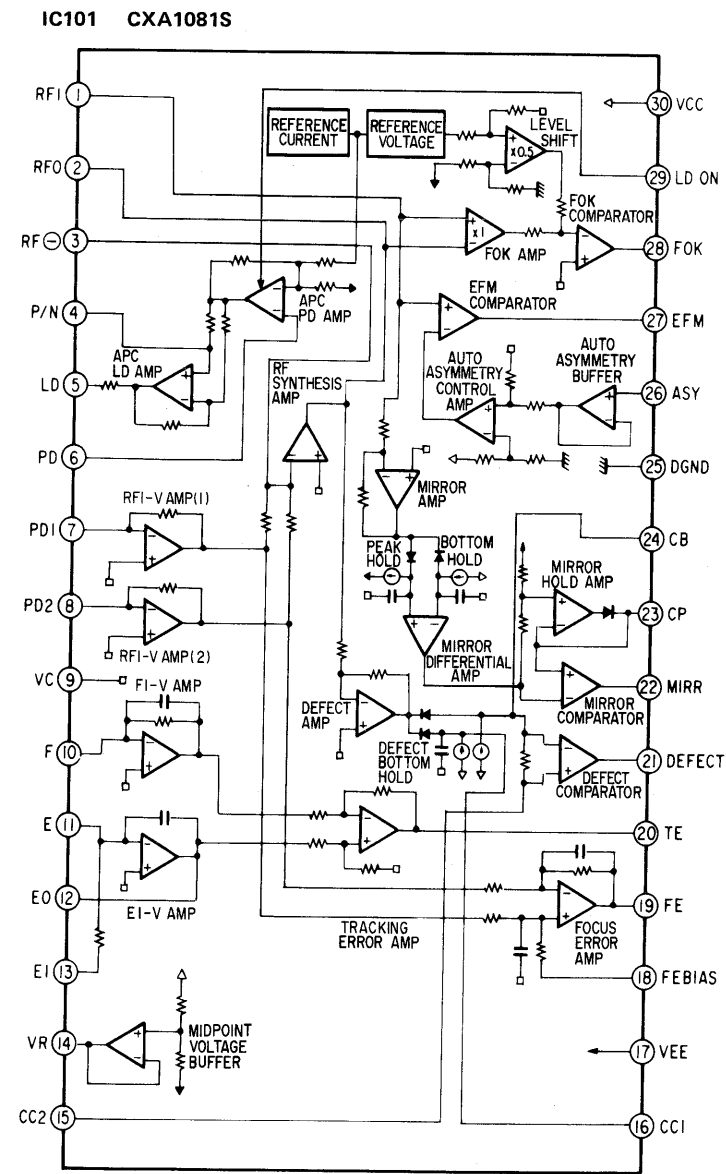 IC101 CXA1081S
RFI 1
RFO 2
RF⊖ 3
P/N 4
LD 5
PD 6
PD1 7
PD2 8
VC 9
F 10
E 11
EO 12
EI 13
VR 14
CC2 15
30 VCC
29 LD ON
28 FOK
27 EFM
26 ASY
25 DGND
24 CB
23 CP
22 MIRR
21 DEFECT
20 TE
19 FE
18 FEBIAS
17 VEE
16 CC1
REFERENCE
CURRENT
REFERENCE
VOLTAGE
LEVEL
SHIFT
+
×0.5
−
FOK
COMPARATOR
−
+
+
×1
−
FOK AMP
−
−
APC
PD AMP
EFM
COMPARATOR
+
−
APC
LD AMP
+
−
RF
SYNTHESIS
AMP
−
+
AUTO
ASYMMETRY
CONTROL
AMP
+
−
AUTO
ASYMMETRY
BUFFER
+
−
−
+
MIRROR
AMP
RFI-V AMP(1)
−
+
−
+
RFI-V AMP(2)
PEAK
HOLD
BOTTOM
HOLD
+
−
MIRROR
DIFFERENTIAL
AMP
MIRROR
HOLD AMP
+
−
+
−
MIRROR
COMPARATOR
FI-V AMP
−
+
DEFECT
AMP
−
+
DEFECT
BOTTOM
HOLD
−
+
DEFECT
COMPARATOR
−
+
EI-V AMP
−
+
TRACKING
ERROR AMP
−
+
FOCUS
ERROR
AMP
+
−
MIDPOINT
VOLTAGE
BUFFER